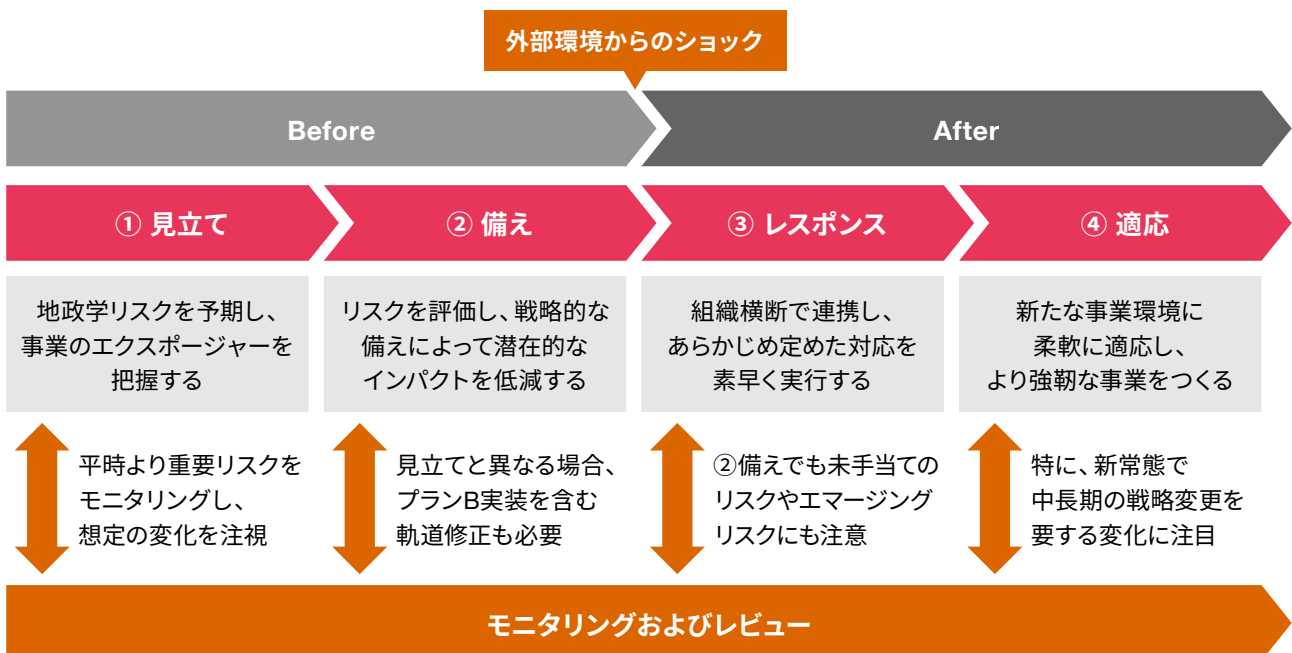 外部環境からのショック
Before
After
① 見立て
② 備え
③ レスポンス
④ 適応
地政学リスクを予期し、
事業のエクスポージャーを
把握する
リスクを評価し、戦略的な
備えによって潜在的な
インパクトを低減する
組織横断で連携し、
あらかじめ定めた対応を
素早く実行する
新たな事業環境に
柔軟に適応し、
より強靭な事業をつくる
平時より重要リスクを
モニタリングし、
想定の変化を注視
見立てと異なる場合、
プランB実装を含む
軌道修正も必要
②備えでも未手当ての
リスクやエマージング
リスクにも注意
特に、新常態で
中長期の戦略変更を
要する変化に注目
モニタリングおよびレビュー